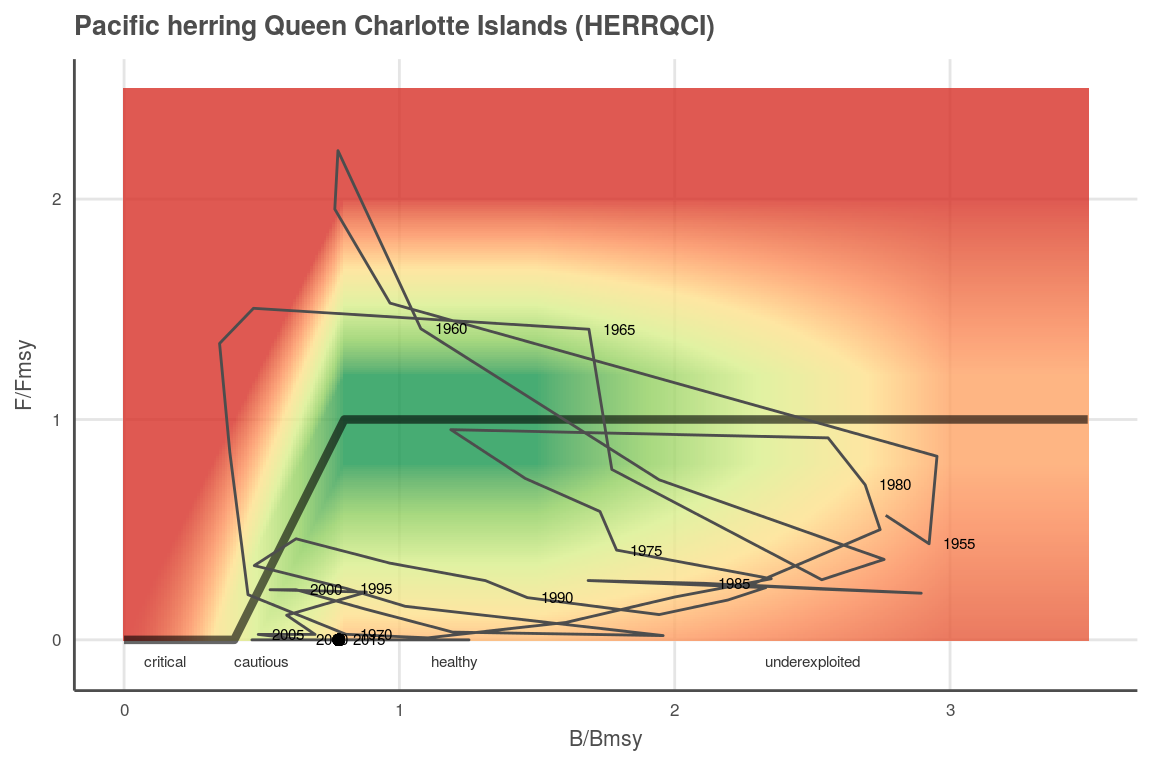 Pacific herring Queen Charlotte Islands (HERRQCI)
F/Fmsy
2
1
0
1960
1965
1980
1955
1975
1985
1990
1995
2000
2005
1970
2015
critical
cautious
healthy
underexploited
0
1
2
3
B/Bmsy